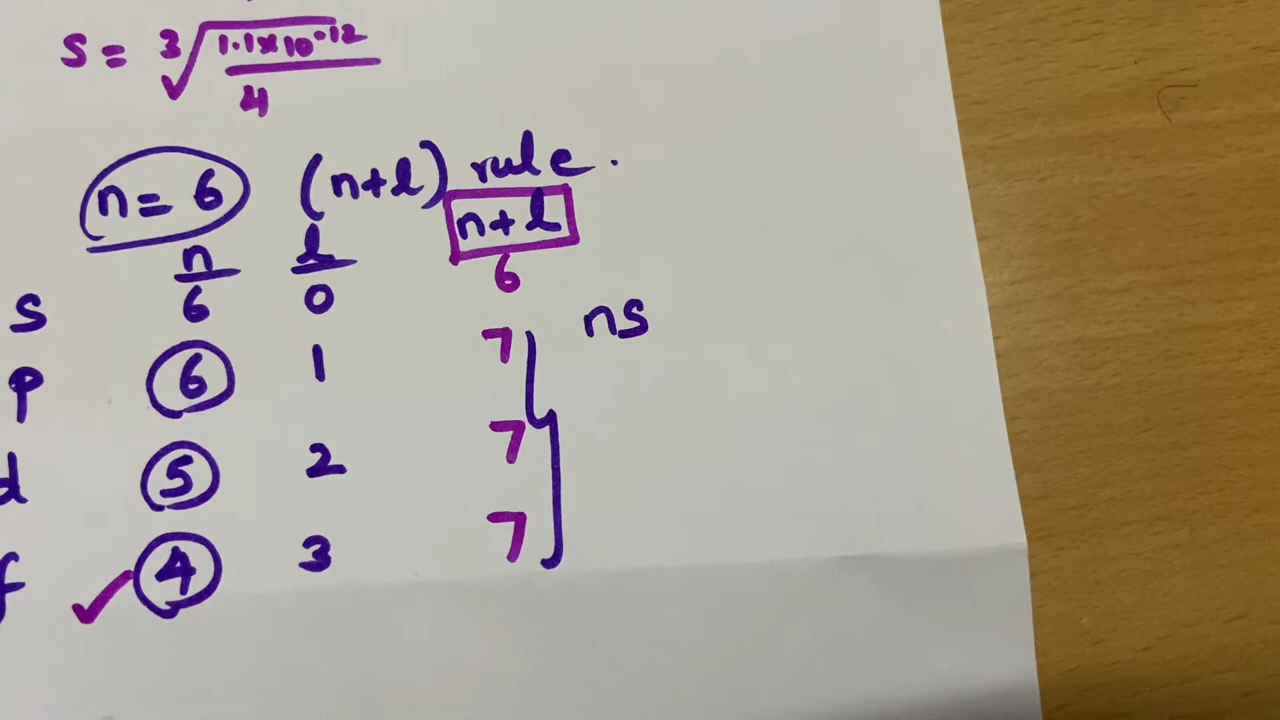 S = ∛(1.1×10⁻¹² / 4)
n = 6 (n+l) rule.
n l n+l
s 6 0 6
ns
p 6 1 7
d 5 2 7
f ✓ 4 3 7